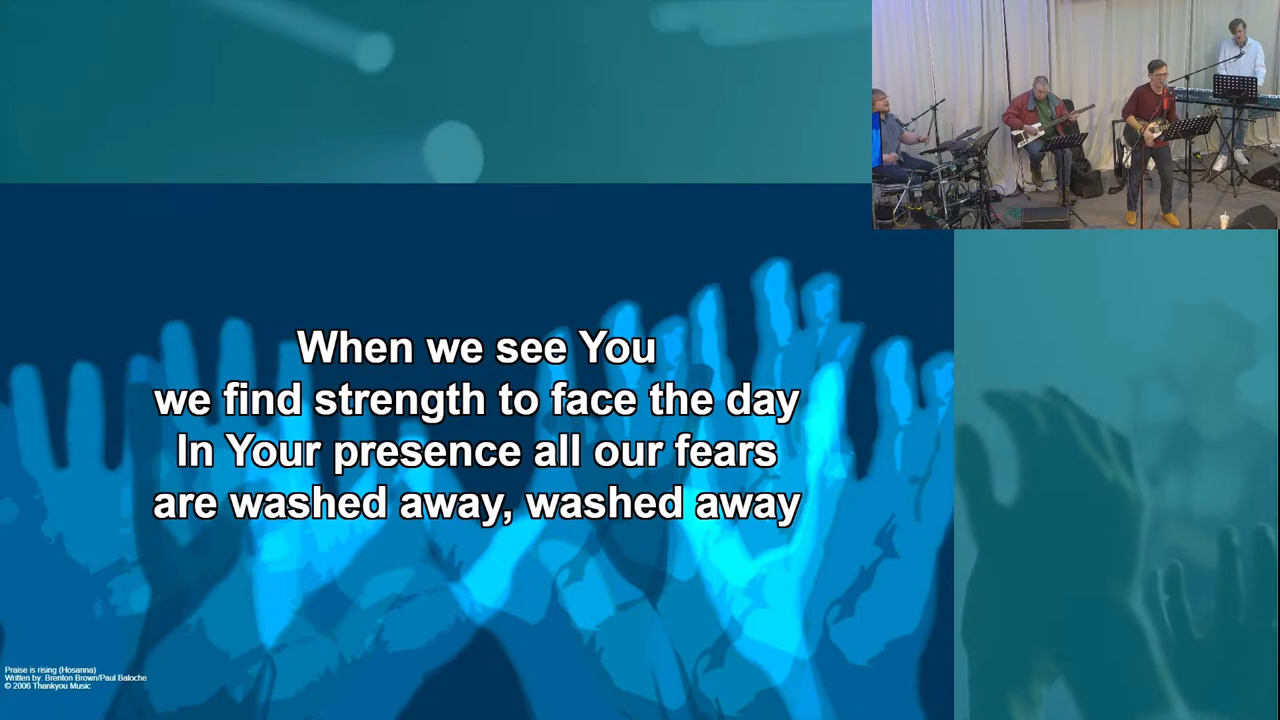 When we see You
we find strength to face the day
In Your presence all our fears
are washed away, washed away
Praise is rising (Hosanna)
Written by: Brenton Brown/Paul Baloche
© 2006 Thankyou Music